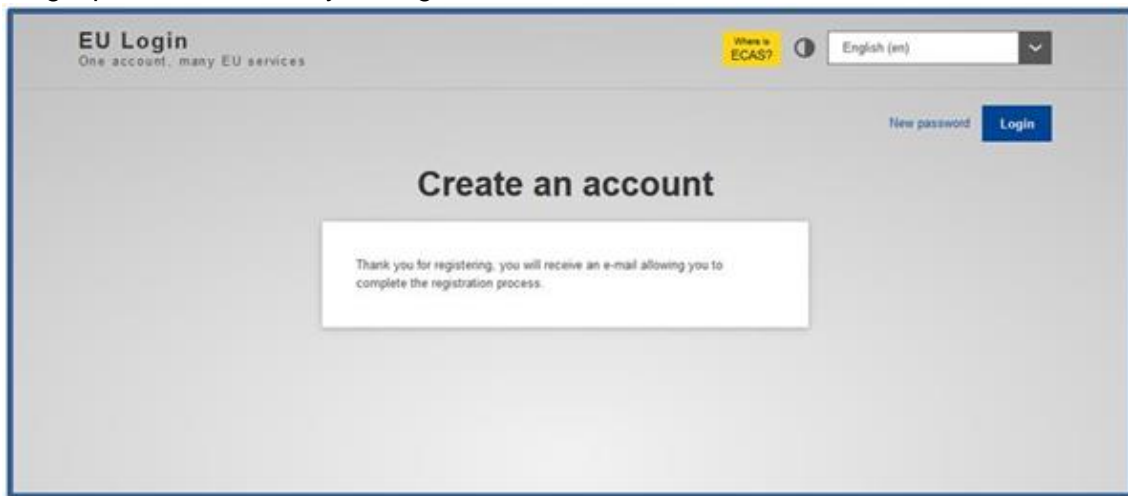 EU Login
One account, many EU services
Where is
ECAS?
English (en)
New password
Login
Create an account
Thank you for registering, you will receive an e-mail allowing you to
complete the registration process.